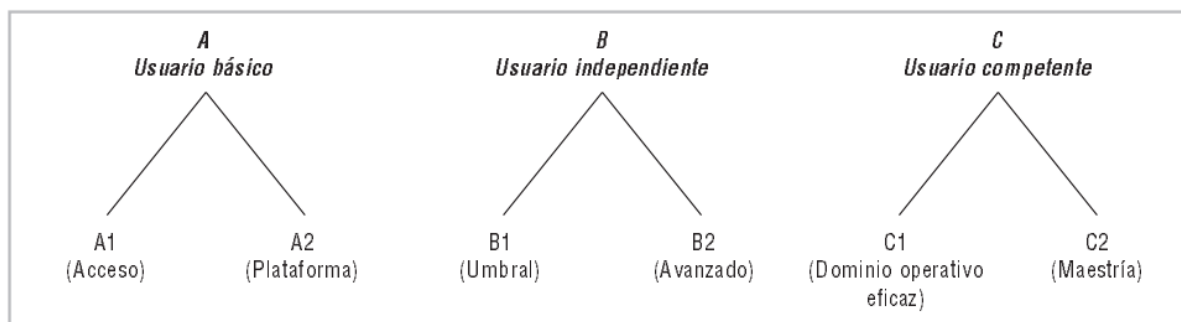 A
Usuario básico
B
Usuario independiente
C
Usuario competente
A1
(Acceso)
A2
(Plataforma)
B1
(Umbral)
B2
(Avanzado)
C1
(Dominio operativo
eficaz)
C2
(Maestría)